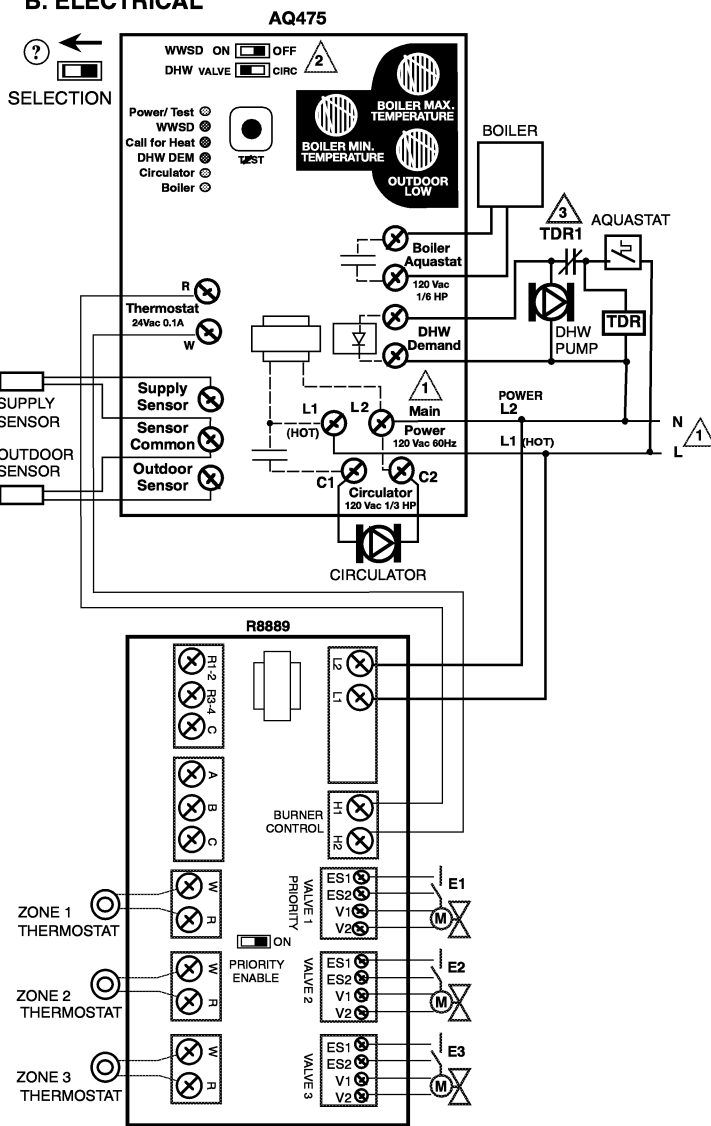 B. ELECTRICAL
AQ475
WWSD ON OFF
DHW VALVE CIRC
2
?
SELECTION
Power/ Test
WWSD
Call for Heat
DHW DEM
Circulator
Boiler
TEST
BOILER MAX.
TEMPERATURE
BOILER MIN.
TEMPERATURE
OUTDOOR
LOW
BOILER
3
TDR1
AQUASTAT
Boiler
Aquastat
120 Vac
1/6 HP
R
Thermostat
24Vac 0.1A
W
DHW
Demand
DHW
PUMP
TDR
SUPPLY
SENSOR
Supply
Sensor
Sensor
Common
OUTDOOR
SENSOR
Outdoor
Sensor
L1
(HOT)
L2
1
Main
Power
120 Vac 60Hz
POWER
L2
N
L1 (HOT)
L
1
C1
C2
Circulator
120 Vac 1/3 HP
CIRCULATOR
R8889
R1-2
R3-4
C
L2
L1
A
B
C
BURNER
CONTROL
H1
H2
ZONE 1
THERMOSTAT
W
R
VALVE 1
PRIORITY
ES1
ES2
V1
V2
E1
M
ON
PRIORITY
ENABLE
ZONE 2
THERMOSTAT
W
R
VALVE 2
ES1
ES2
V1
V2
E2
M
ZONE 3
THERMOSTAT
W
R
VALVE 3
ES1
ES2
V1
V2
E3
M